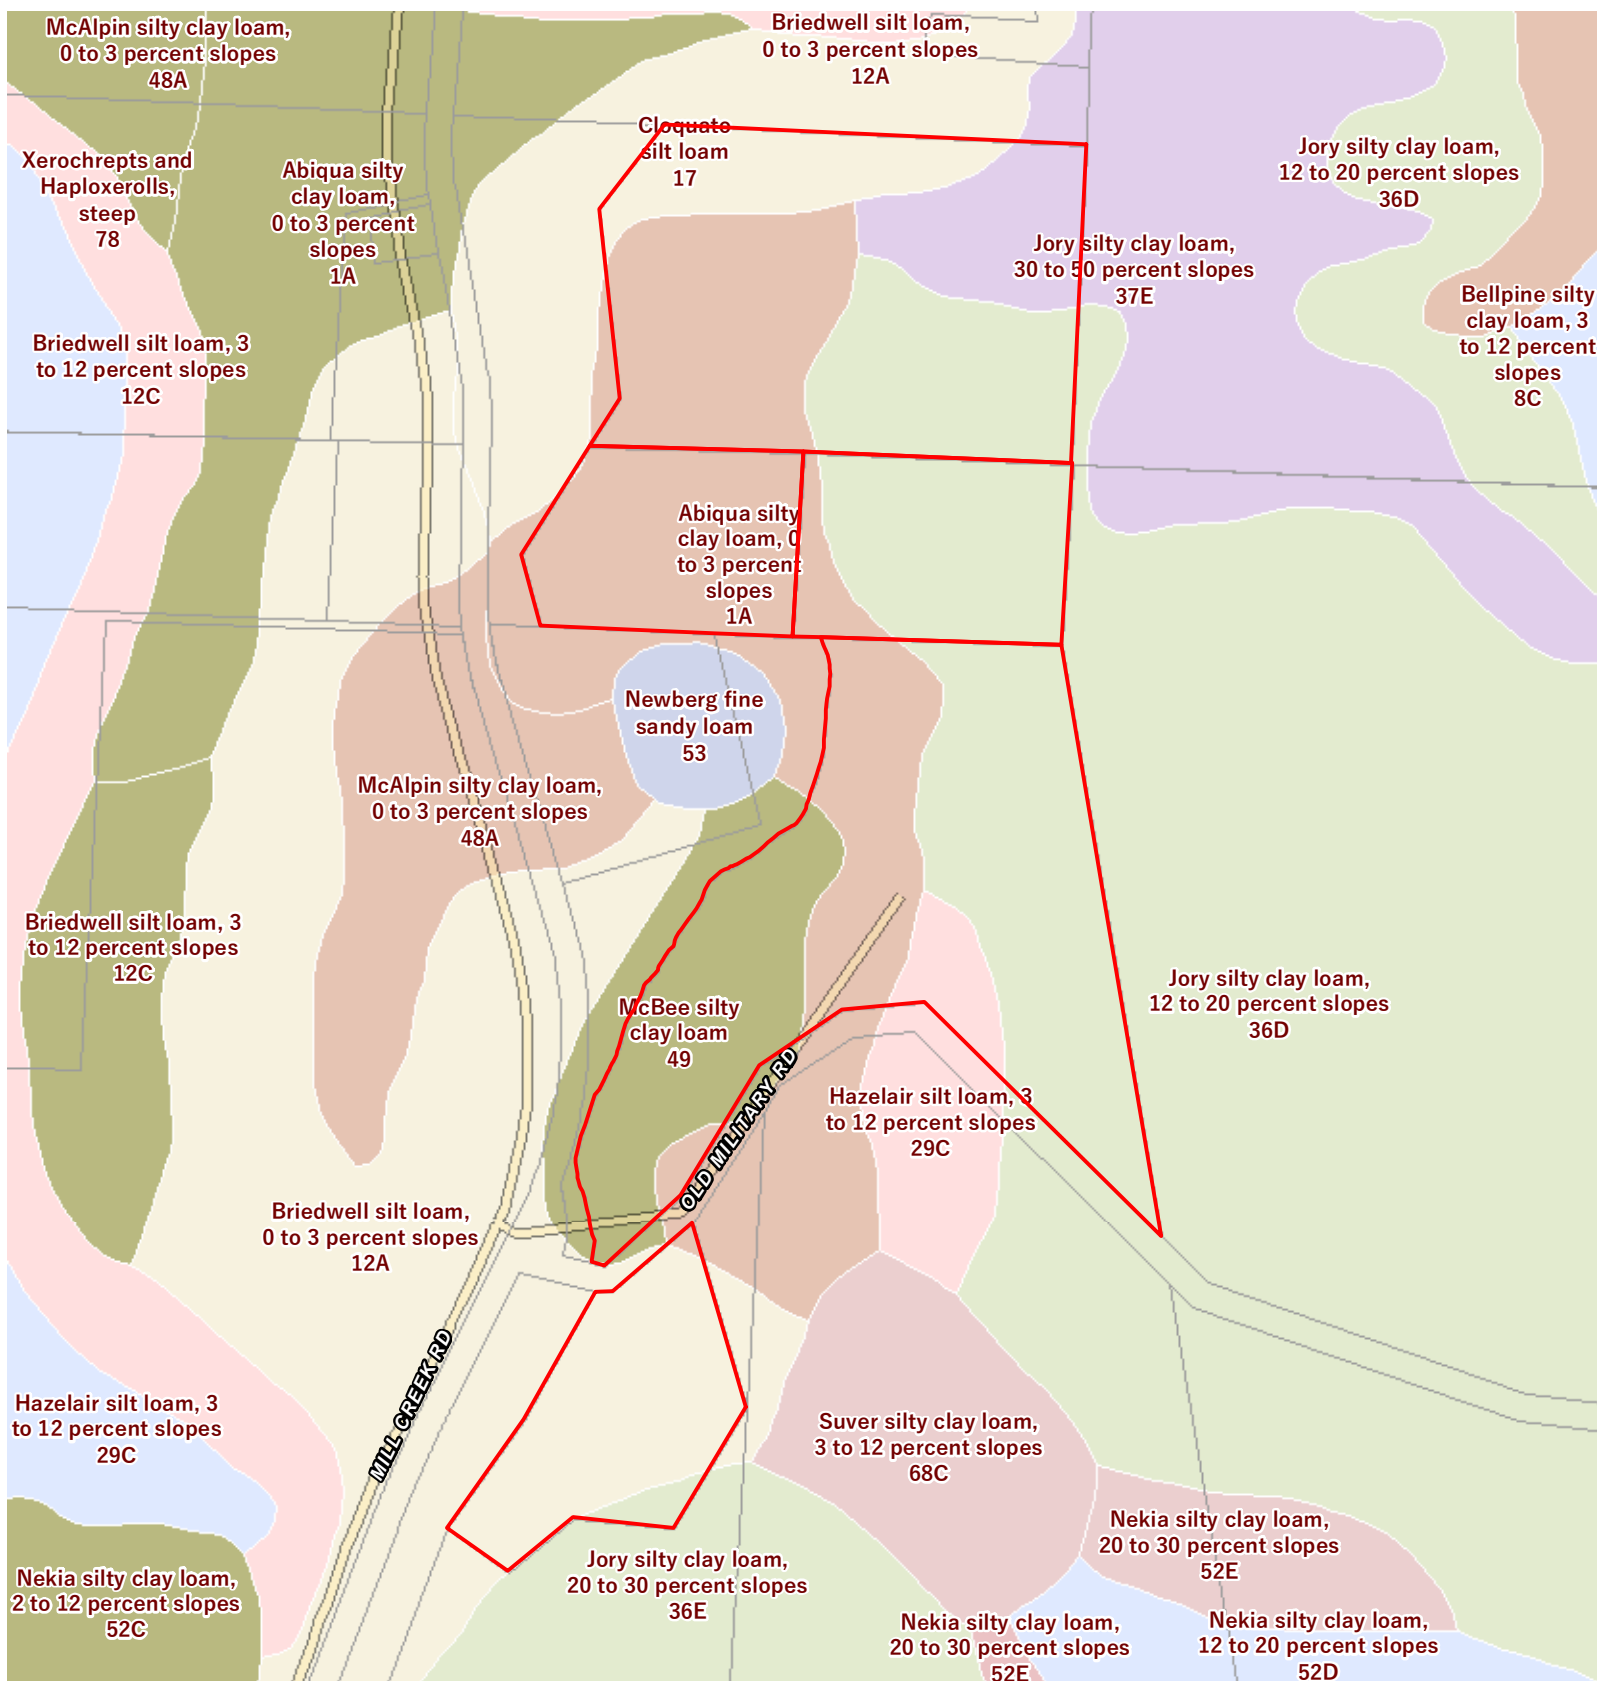 McAlpin silty clay loam,
0 to 3 percent slopes
48A
Briedwell silt loam,
0 to 3 percent slopes
12A
Cloquato
silt loam
17
Xerochrepts and
Haploxerolls,
steep
78
Abiqua silty
clay loam,
0 to 3 percent
slopes
1A
Jory silty clay loam,
12 to 20 percent slopes
36D
Jory silty clay loam,
30 to 50 percent slopes
37E
Bellpine silty
clay loam, 3
to 12 percent
slopes
8C
Briedwell silt loam, 3
to 12 percent slopes
12C
Abiqua silty
clay loam, 0
to 3 percent
slopes
1A
Newberg fine
sandy loam
53
McAlpin silty clay loam,
0 to 3 percent slopes
48A
Briedwell silt loam, 3
to 12 percent slopes
12C
McBee silty
clay loam
49
Jory silty clay loam,
12 to 20 percent slopes
36D
OLD MILITARY RD
Hazelair silt loam, 3
to 12 percent slopes
29C
Briedwell silt loam,
0 to 3 percent slopes
12A
MILL CREEK RD
Hazelair silt loam, 3
to 12 percent slopes
29C
Suver silty clay loam,
3 to 12 percent slopes
68C
Nekia silty clay loam,
20 to 30 percent slopes
52E
Jory silty clay loam,
20 to 30 percent slopes
36E
Nekia silty clay loam,
2 to 12 percent slopes
52C
Nekia silty clay loam,
20 to 30 percent slopes
52E
Nekia silty clay loam,
12 to 20 percent slopes
52D